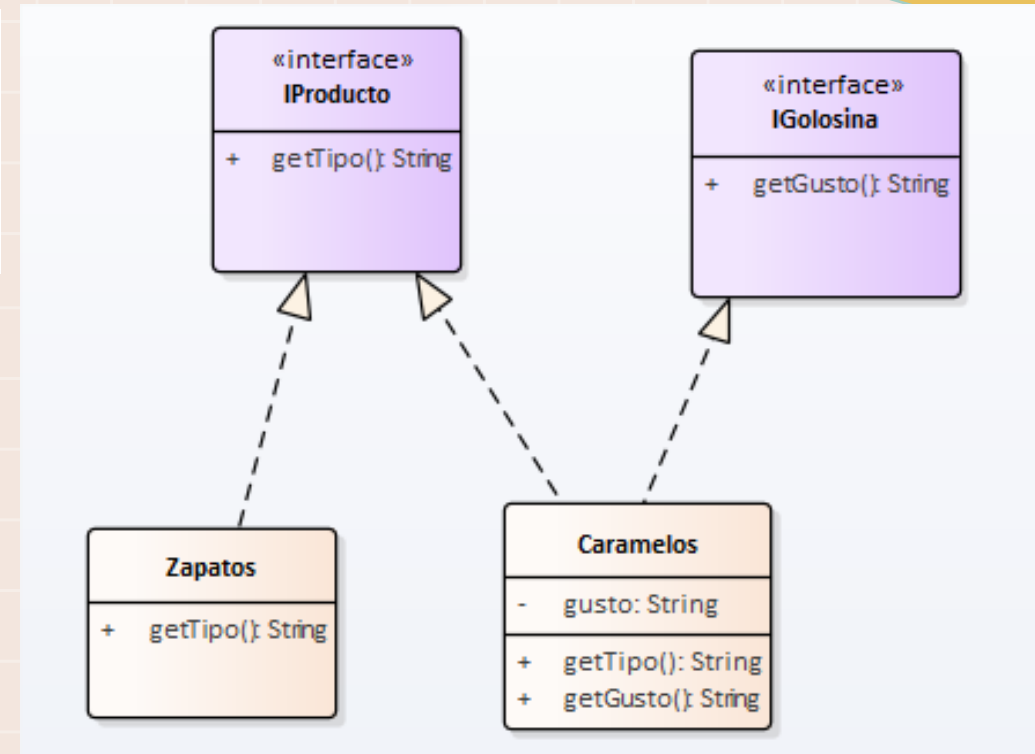 «interface»
IProducto
+ getTipo(): String
«interface»
IGolosina
+ getGusto(): String
Zapatos
+ getTipo(): String
Caramelos
- gusto: String
+ getTipo(): String
+ getGusto(): String